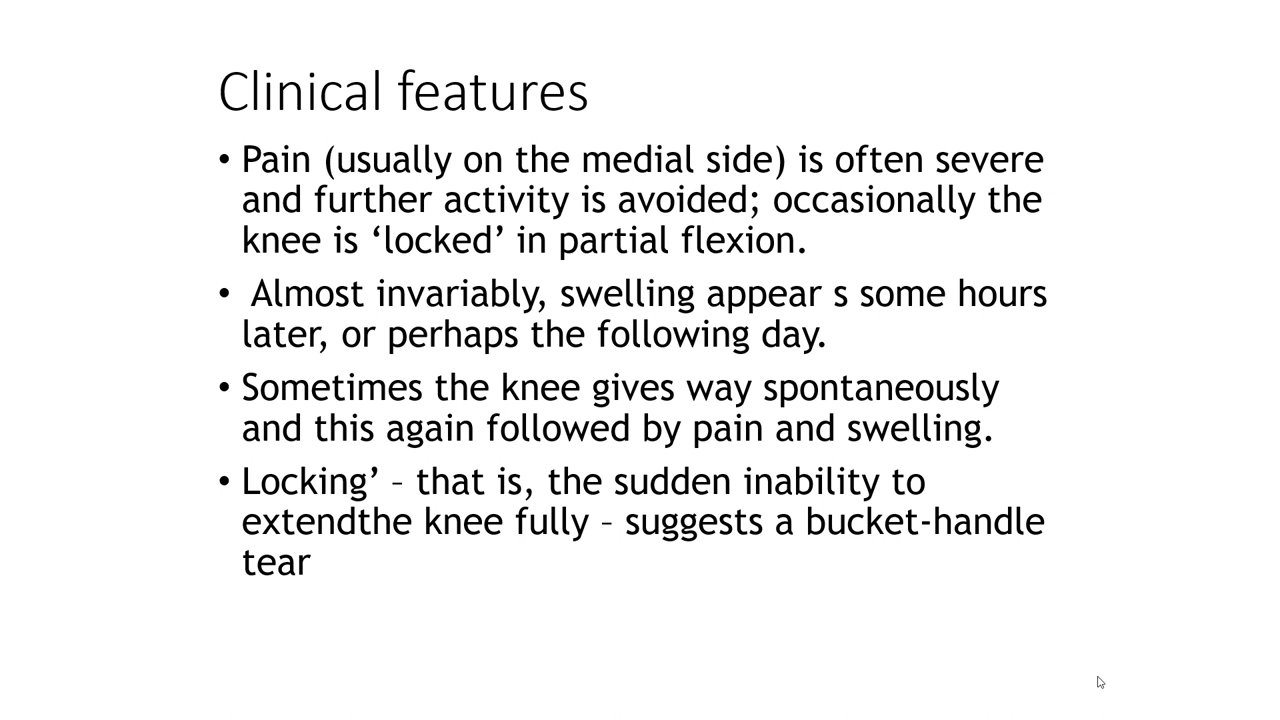 Clinical features
• Pain (usually on the medial side) is often severe
and further activity is avoided; occasionally the
knee is ‘locked’ in partial flexion.
• Almost invariably, swelling appear s some hours
later, or perhaps the following day.
• Sometimes the knee gives way spontaneously
and this again followed by pain and swelling.
• Locking’ – that is, the sudden inability to
extendthe knee fully – suggests a bucket-handle
tear